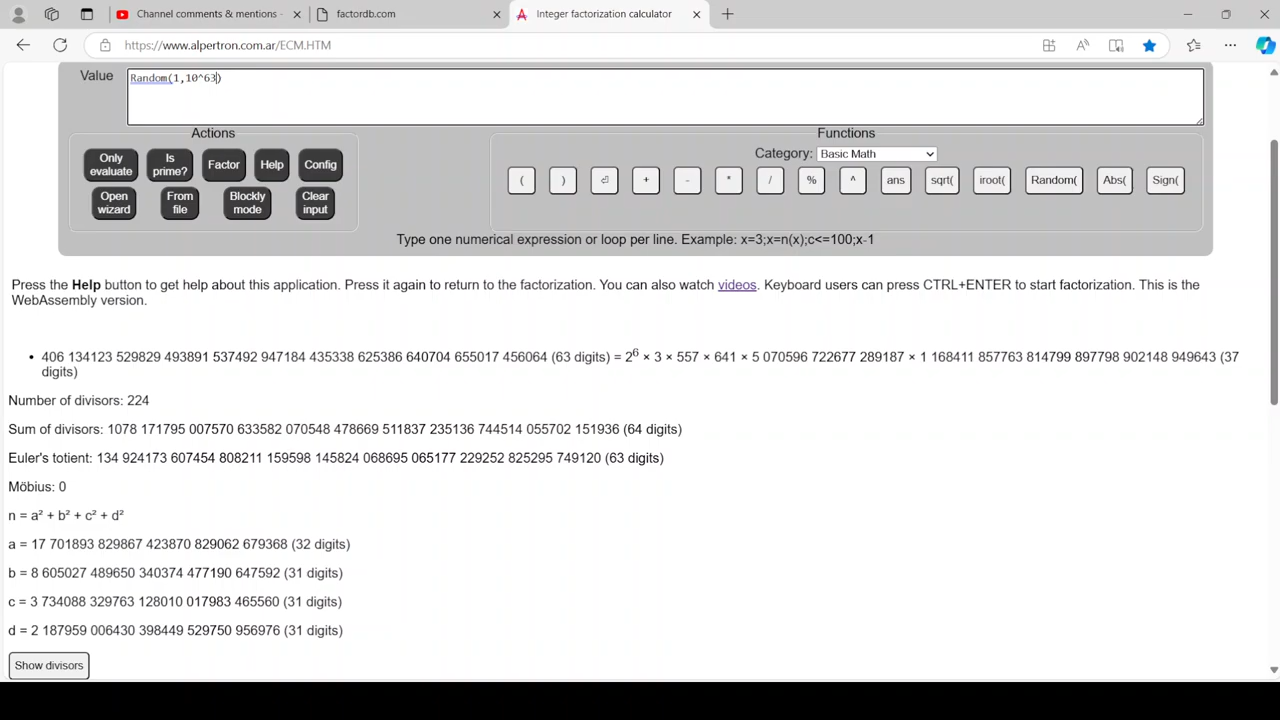 Channel comments & mentions -
factordb.com
Integer factorization calculator
https://www.alpertron.com.ar/ECM.HTM
Value
Random(1,10^63)
Actions
Functions
Category: Basic Math
Only evaluate
Is prime?
Factor
Help
Config
( ) ⏎ + - * / % ^ ans sqrt( iroot( Random( Abs( Sign(
Open wizard
From file
Blockly mode
Clear input
Type one numerical expression or loop per line. Example: x=3;x=n(x);c<=100;x-1
Press the Help button to get help about this application. Press it again to return to the factorization. You can also watch videos. Keyboard users can press CTRL+ENTER to start factorization. This is the
WebAssembly version.
• 406 134123 529829 493891 537492 947184 435338 625386 640704 655017 456064 (63 digits) = 2⁶ × 3 × 557 × 641 × 5 070596 722677 289187 × 1 168411 857763 814799 897798 902148 949643 (37
digits)
Number of divisors: 224
Sum of divisors: 1078 171795 007570 633582 070548 478669 511837 235136 744514 055702 151936 (64 digits)
Euler's totient: 134 924173 607454 808211 159598 145824 068695 065177 229252 825295 749120 (63 digits)
Möbius: 0
n = a² + b² + c² + d²
a = 17 701893 829867 423870 829062 679368 (32 digits)
b = 8 605027 489650 340374 477190 647592 (31 digits)
c = 3 734088 329763 128010 017983 465560 (31 digits)
d = 2 187959 006430 398449 529750 956976 (31 digits)
Show divisors